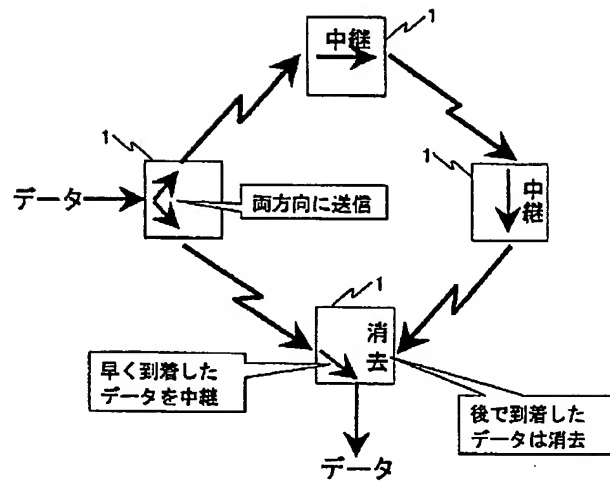 中継
1
1
データ
両方向に送信
1
中継
1
消去
早く到着した
データを中継
後で到着した
データは消去
データ